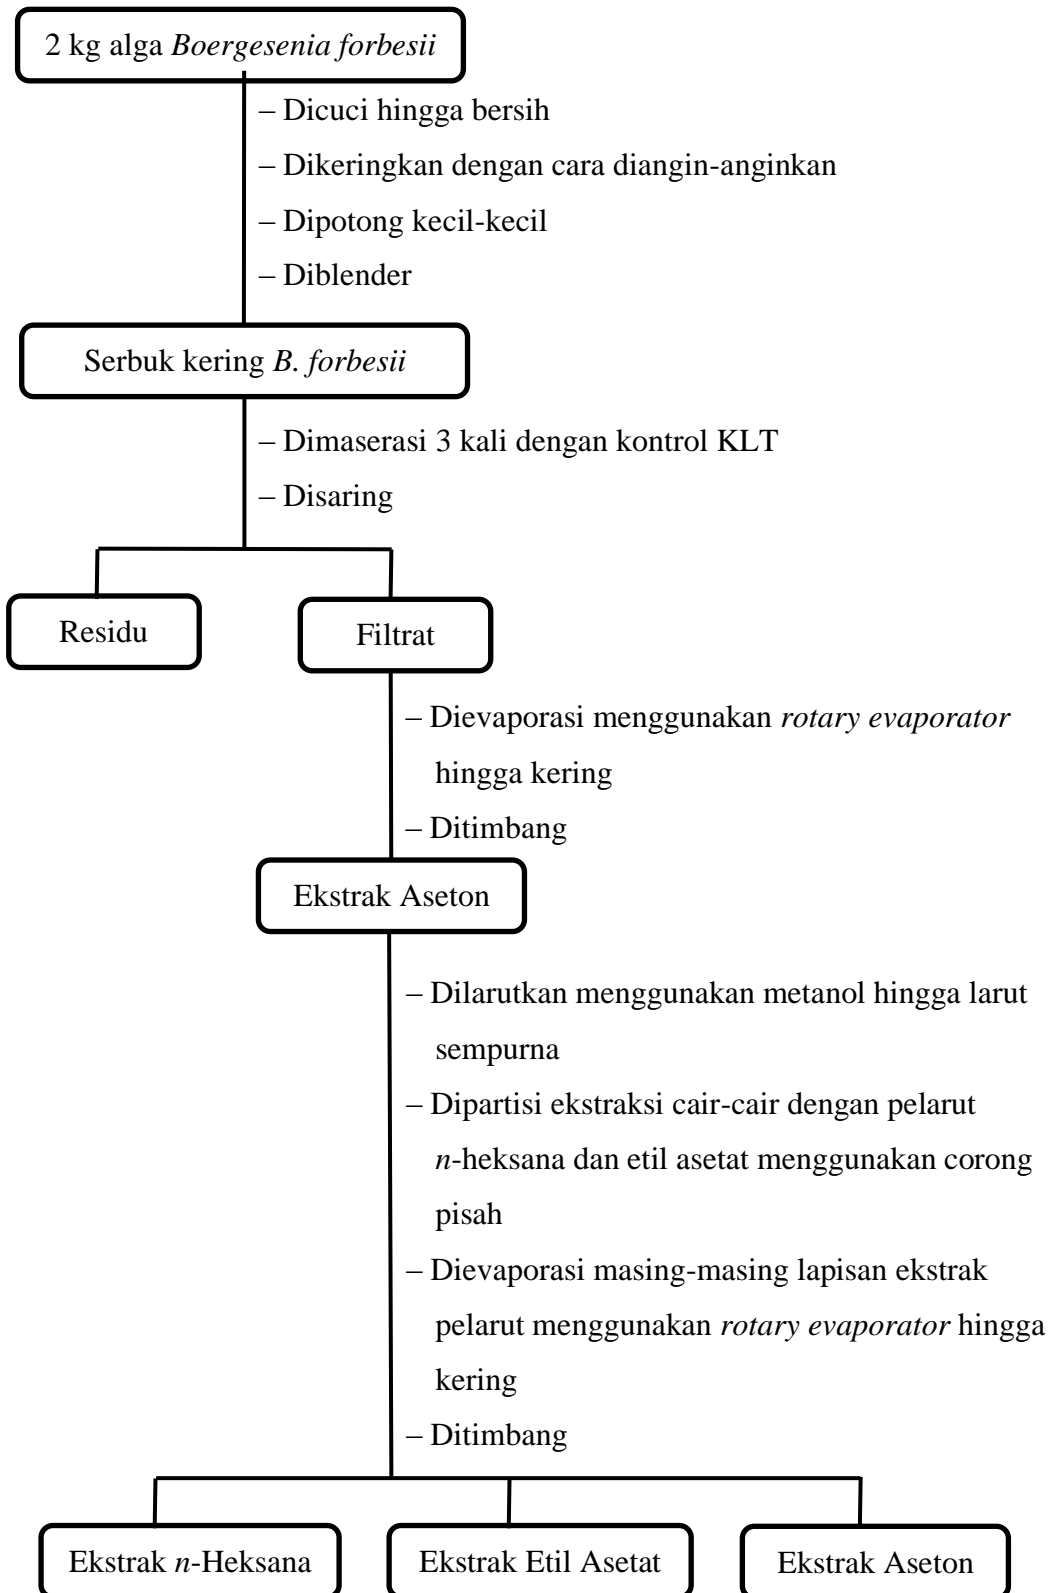 2 kg alga Boergesenia forbesii
– Dicuci hingga bersih
– Dikeringkan dengan cara diangin-anginkan
– Dipotong kecil-kecil
– Diblender
Serbuk kering B. forbesii
– Dimaserasi 3 kali dengan kontrol KLT
– Disaring
Residu
Filtrat
– Dievaporasi menggunakan rotary evaporator
hingga kering
– Ditimbang
Ekstrak Aseton
– Dilarutkan menggunakan metanol hingga larut
sempurna
– Dipartisi ekstraksi cair-cair dengan pelarut
n-heksana dan etil asetat menggunakan corong
pisah
– Dievaporasi masing-masing lapisan ekstrak
pelarut menggunakan rotary evaporator hingga
kering
– Ditimbang
Ekstrak n-Heksana
Ekstrak Etil Asetat
Ekstrak Aseton